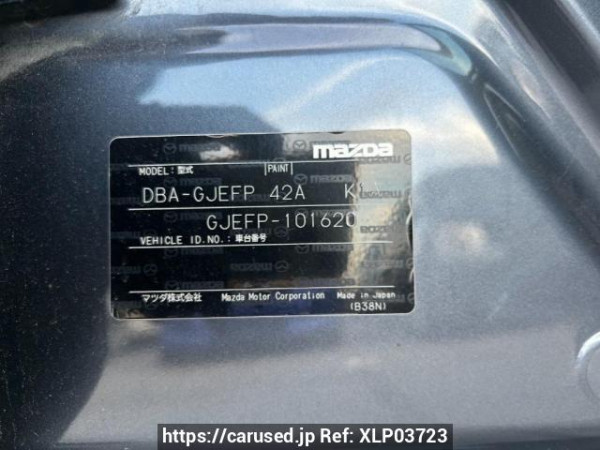 mazda
MODEL: 型式 PAINT
DBA-GJEFP 42A K
GJEFP-101620
VEHICLE ID.NO.: 車台番号
マツダ株式会社 Mazda Motor Corporation Made in Japan
(B38N)
https://carused.jp Ref: XLP03723